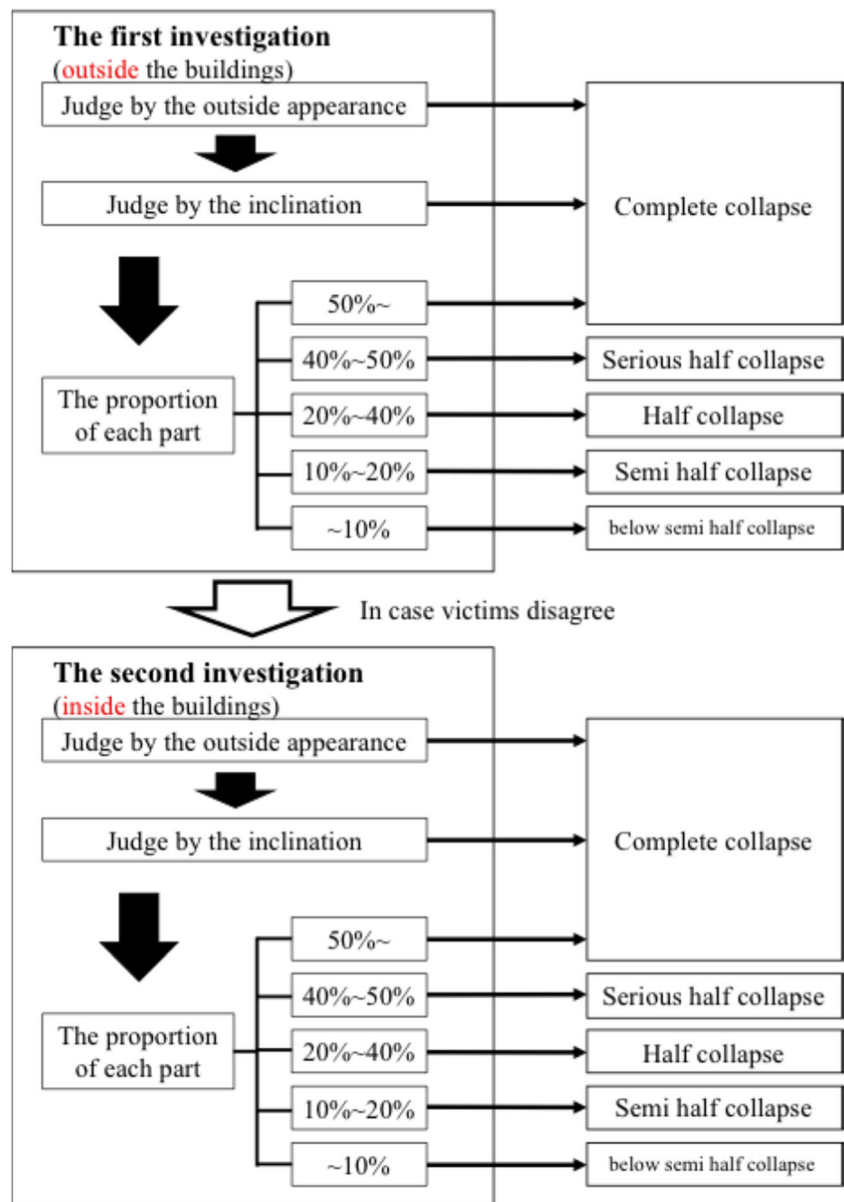 The first investigation
(outside the buildings)
Judge by the outside appearance
Judge by the inclination
Complete collapse
50%~
40%~50%
Serious half collapse
The proportion
of each part
20%~40%
Half collapse
10%~20%
Semi half collapse
~10%
below semi half collapse
In case victims disagree
The second investigation
(inside the buildings)
Judge by the outside appearance
Judge by the inclination
Complete collapse
50%~
40%~50%
Serious half collapse
The proportion
of each part
20%~40%
Half collapse
10%~20%
Semi half collapse
~10%
below semi half collapse